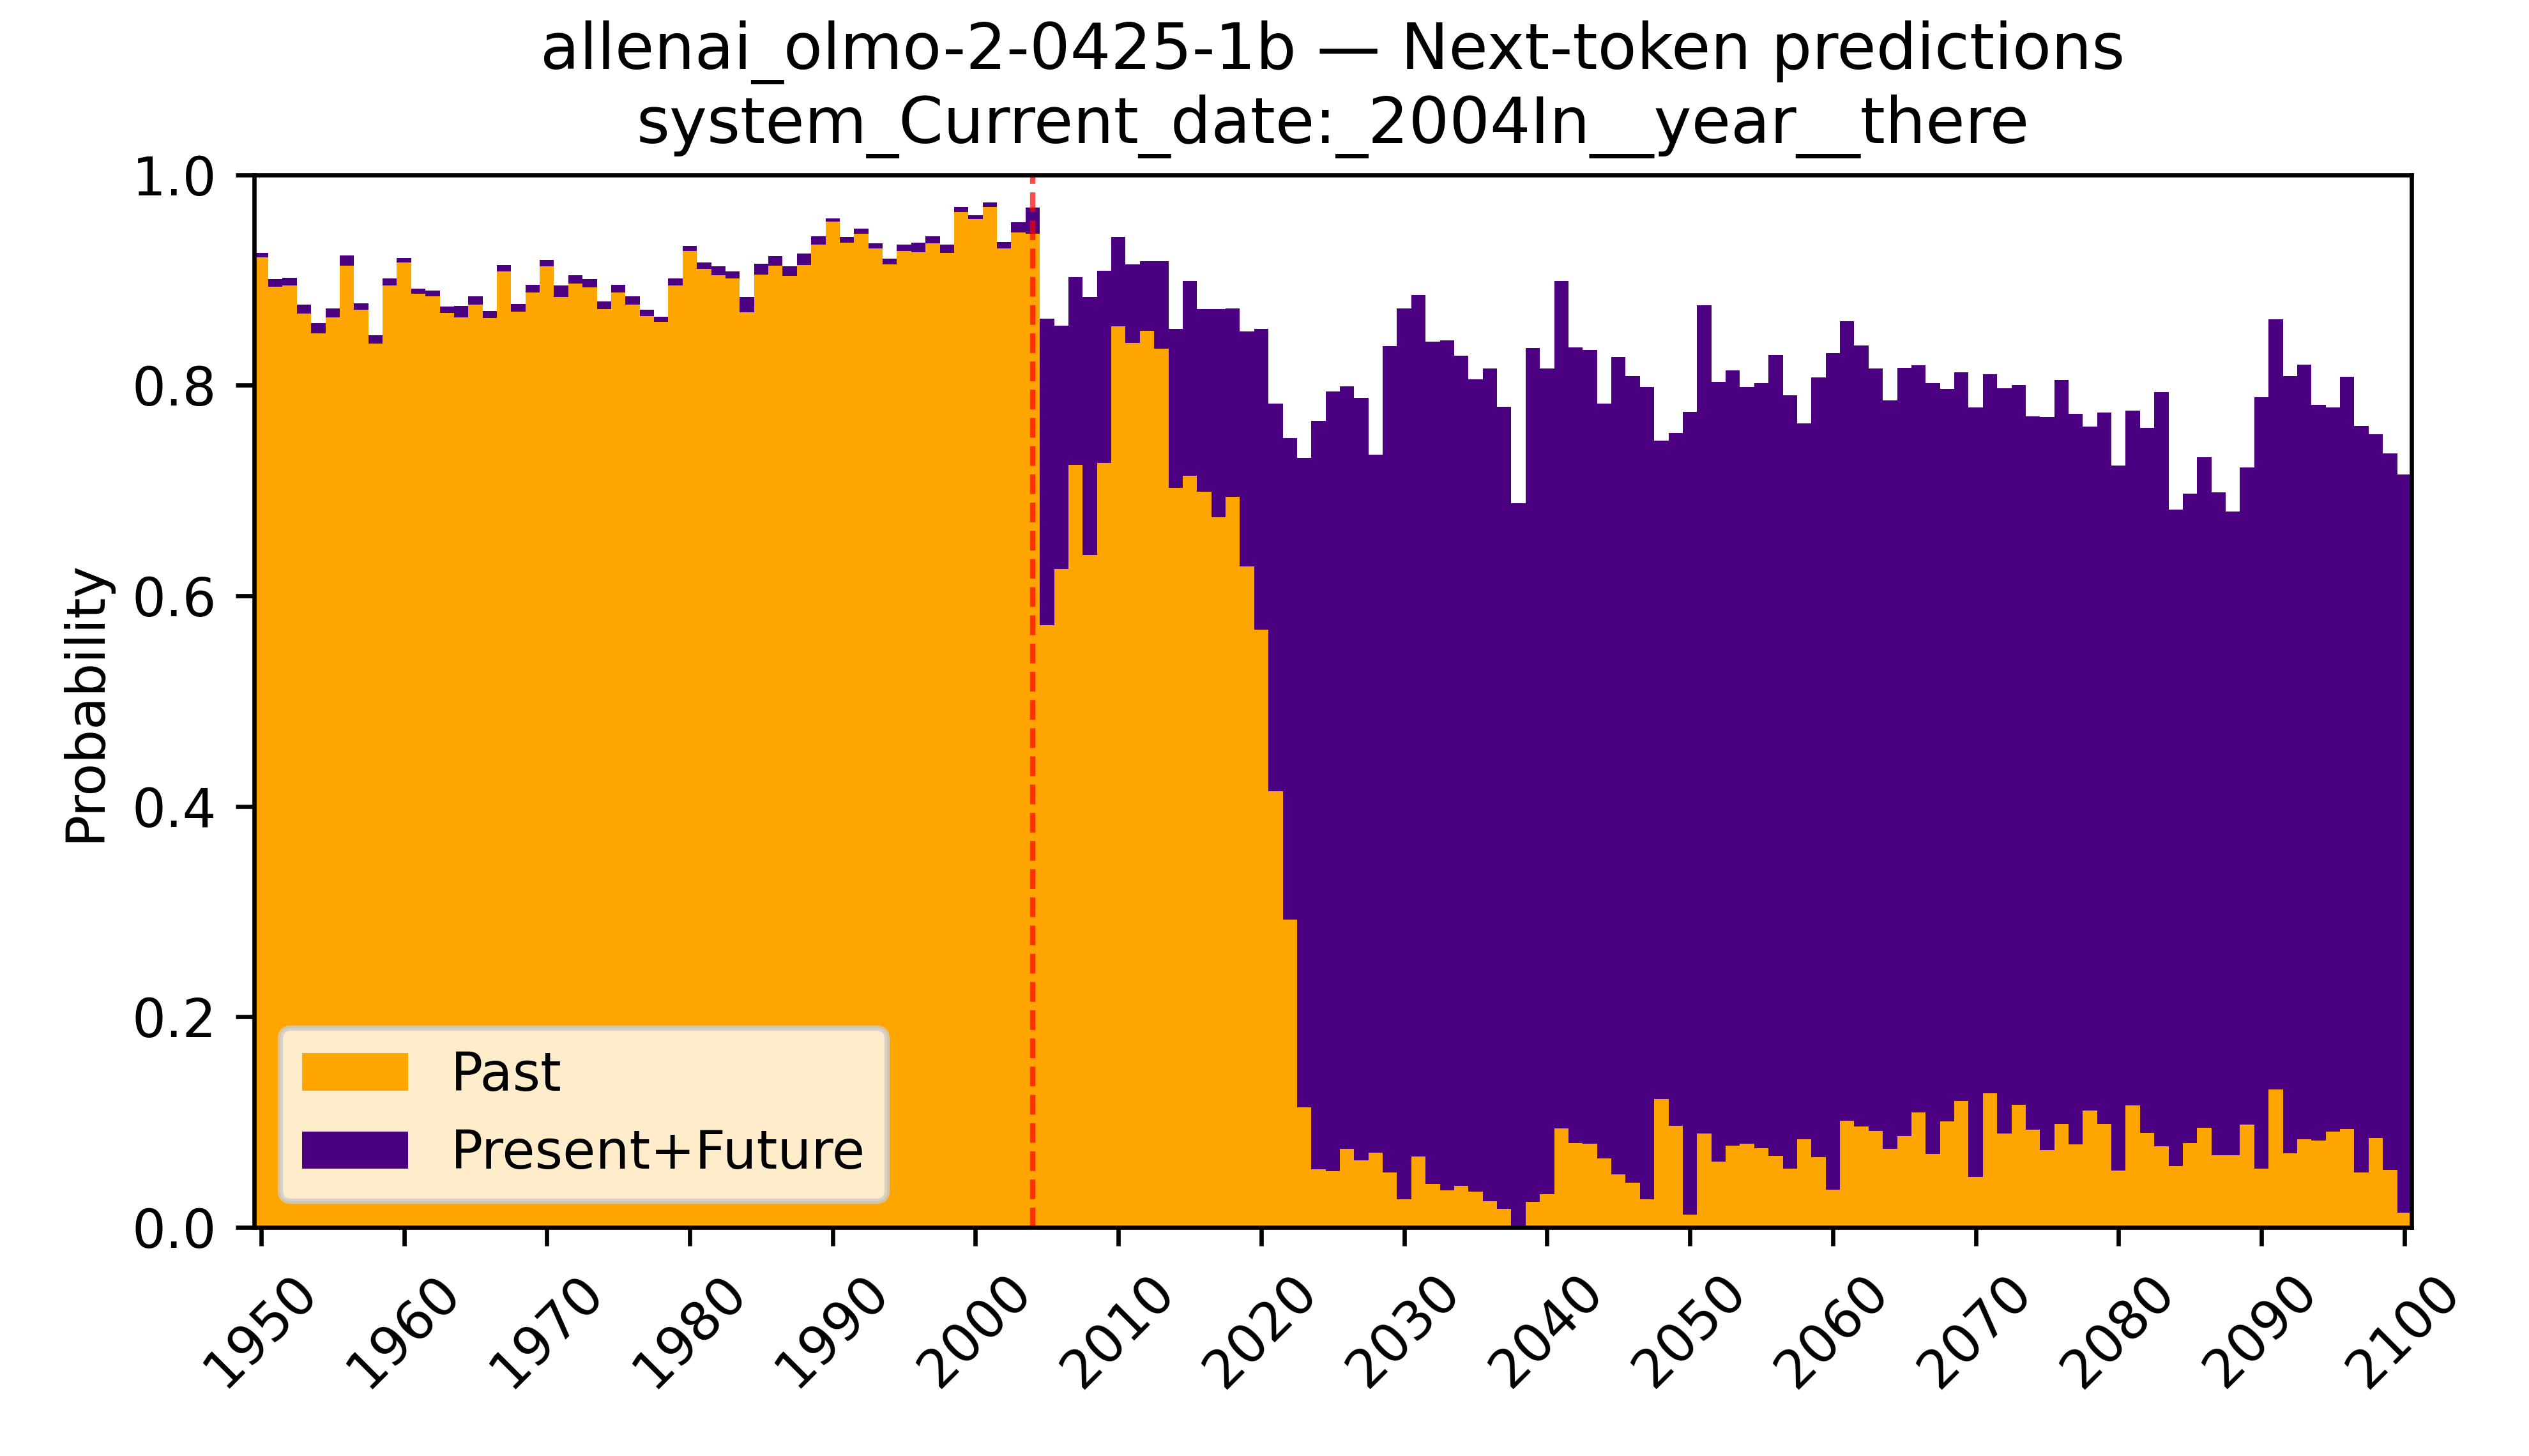 allenai_olmo-2-0425-1b — Next-token predictions
system_Current_date:_2004In__year__there
Probability
1.0
0.8
0.6
0.4
0.2
0.0
Past
Present+Future
1950 1960 1970 1980 1990 2000 2010 2020 2030 2040 2050 2060 2070 2080 2090 2100